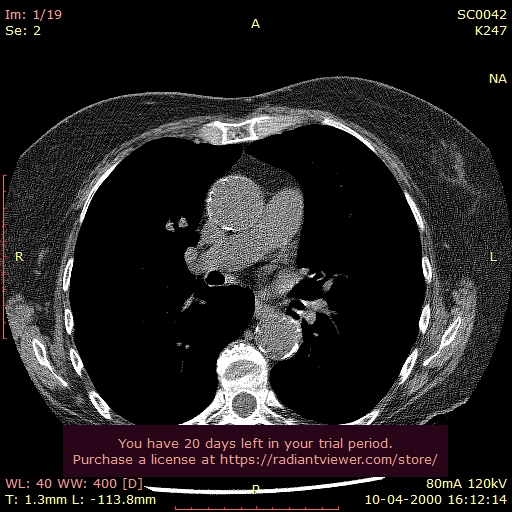 Im: 1/19
Se: 2
A
SC0042
K247
NA
R
L
You have 20 days left in your trial period.
Purchase a license at https://radiantviewer.com/store/
WL: 40 WW: 400 [D]
T: 1.3mm L: -113.8mm
P
80mA 120kV
10-04-2000 16:12:14